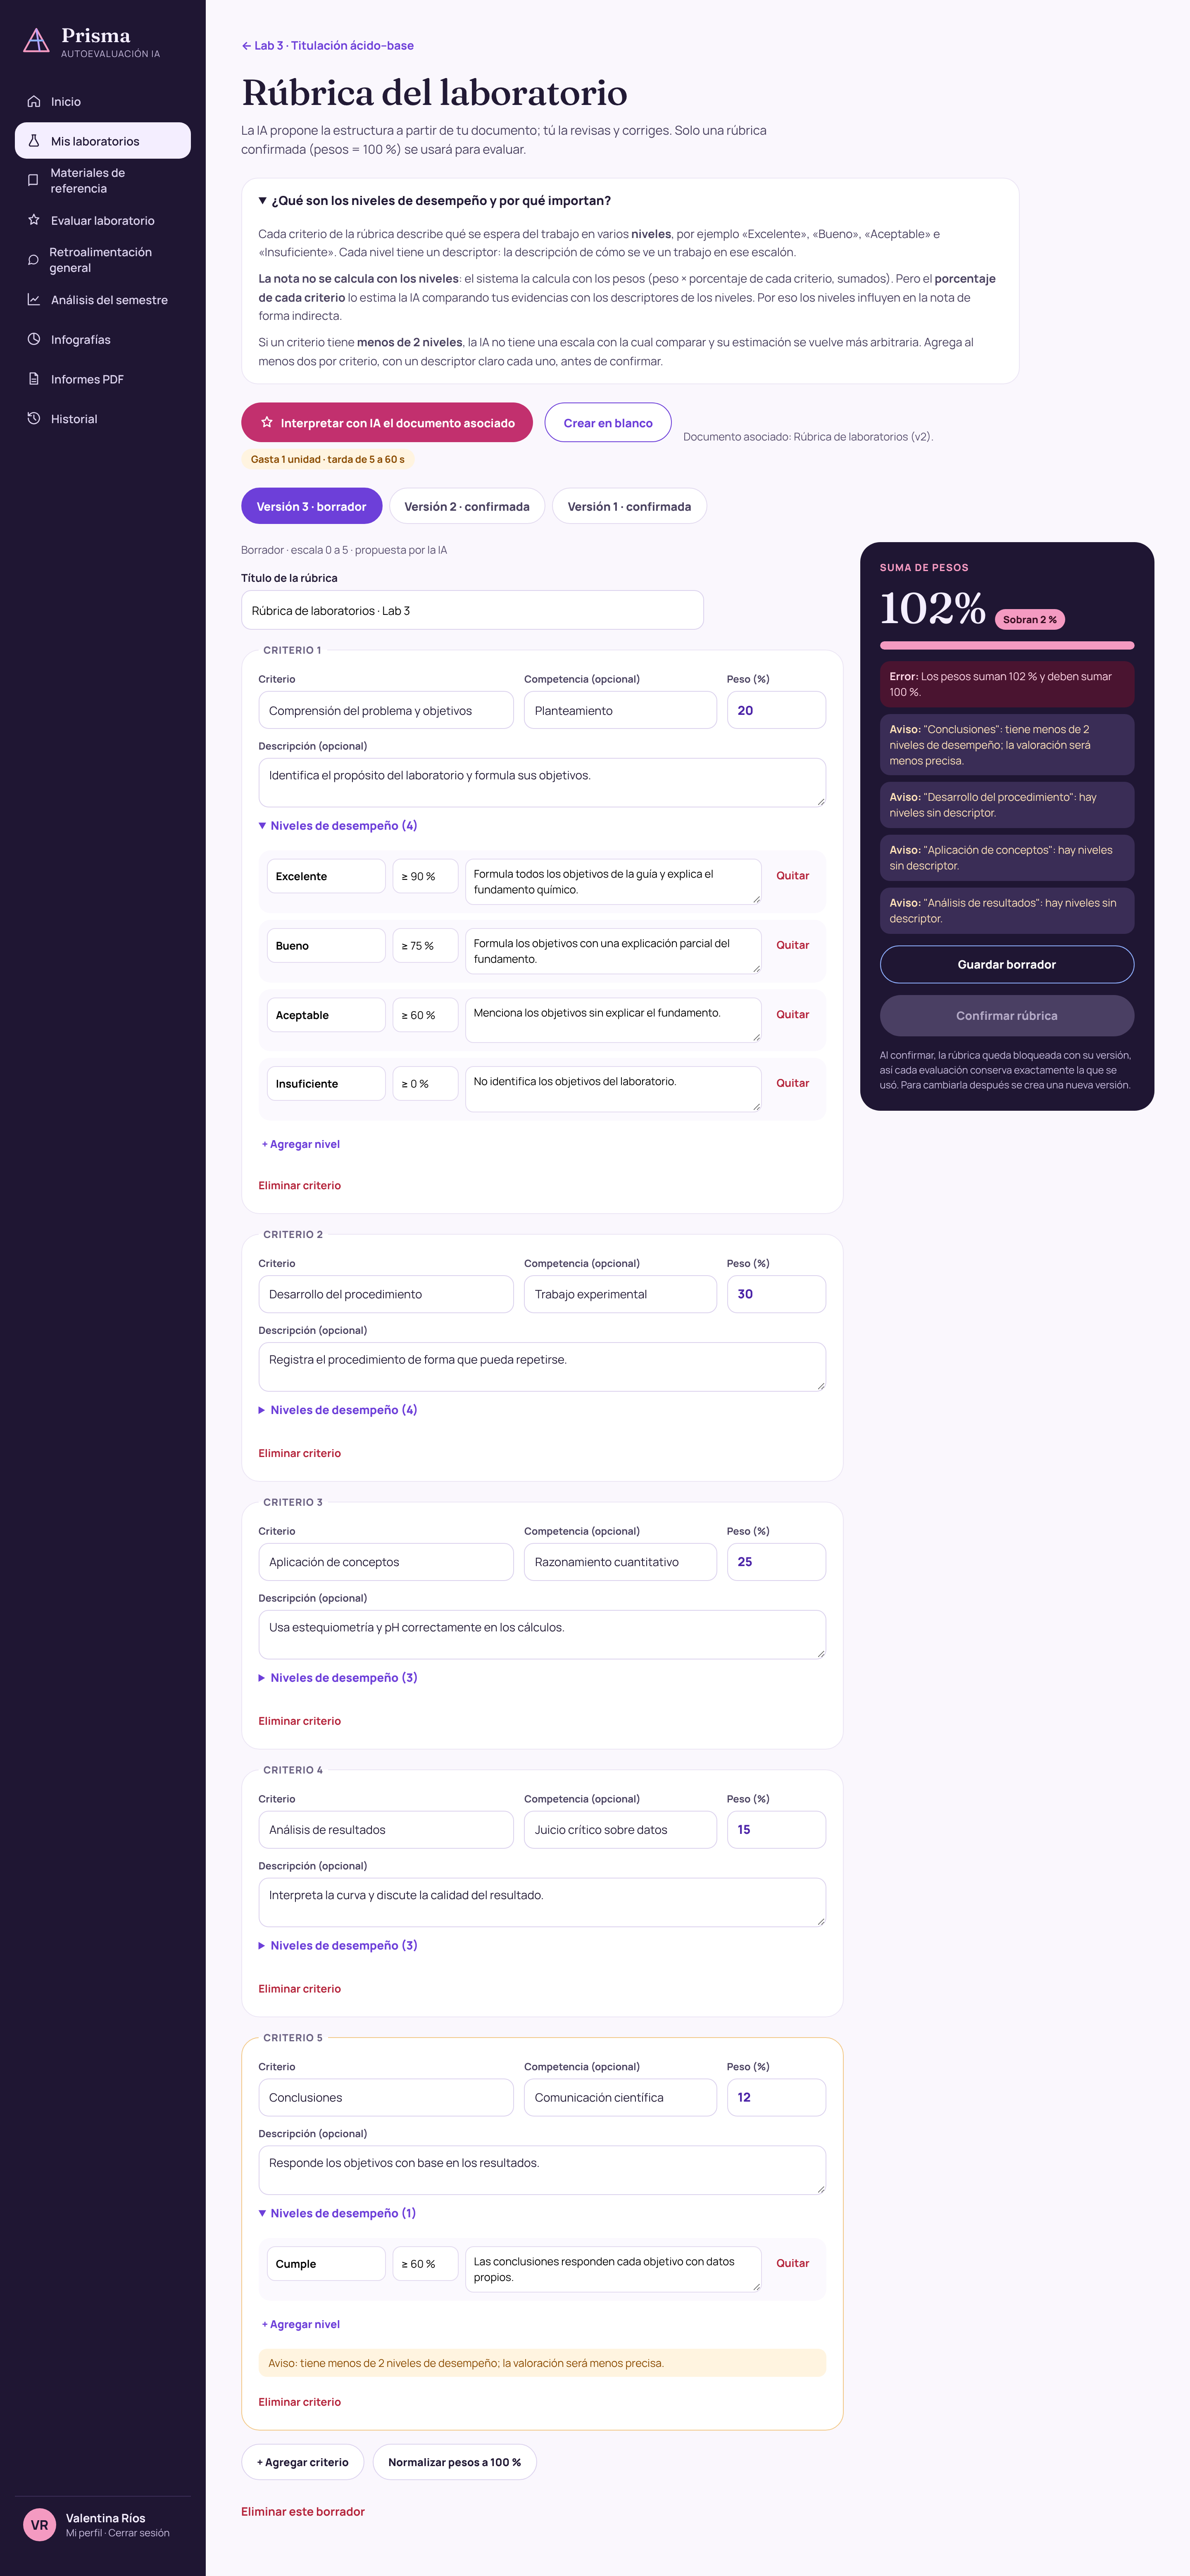 Prisma
AUTOEVALUACIÓN IA
Inicio
Mis laboratorios
Materiales de
referencia
Evaluar laboratorio
Retroalimentación
general
Análisis del semestre
Infografías
Informes PDF
Historial
VR
Valentina Ríos
Mi perfil · Cerrar sesión
← Lab 3 · Titulación ácido–base
Rúbrica del laboratorio
La IA propone la estructura a partir de tu documento; tú la revisas y corriges. Solo una rúbrica
confirmada (pesos = 100 %) se usará para evaluar.
▼ ¿Qué son los niveles de desempeño y por qué importan?
Cada criterio de la rúbrica describe qué se espera del trabajo en varios niveles, por ejemplo «Excelente», «Bueno», «Aceptable» e
«Insuficiente». Cada nivel tiene un descriptor: la descripción de cómo se ve un trabajo en ese escalón.
La nota no se calcula con los niveles: el sistema la calcula con los pesos (peso × porcentaje de cada criterio, sumados). Pero el porcentaje
de cada criterio lo estima la IA comparando tus evidencias con los descriptores de los niveles. Por eso los niveles influyen en la nota de
forma indirecta.
Si un criterio tiene menos de 2 niveles, la IA no tiene una escala con la cual comparar y su estimación se vuelve más arbitraria. Agrega al
menos dos por criterio, con un descriptor claro cada uno, antes de confirmar.
Interpretar con IA el documento asociado
Crear en blanco
Documento asociado: Rúbrica de laboratorios (v2).
Gasta 1 unidad · tarda de 5 a 60 s
Versión 3 · borrador
Versión 2 · confirmada
Versión 1 · confirmada
Borrador · escala 0 a 5 · propuesta por la IA
Título de la rúbrica
Rúbrica de laboratorios · Lab 3
CRITERIO 1
Criterio
Competencia (opcional)
Peso (%)
Comprensión del problema y objetivos
Planteamiento
20
Descripción (opcional)
Identifica el propósito del laboratorio y formula sus objetivos.
▼ Niveles de desempeño (4)
Excelente
≥ 90 %
Formula todos los objetivos de la guía y explica el
fundamento químico.
Quitar
Bueno
≥ 75 %
Formula los objetivos con una explicación parcial del
fundamento.
Quitar
Aceptable
≥ 60 %
Menciona los objetivos sin explicar el fundamento.
Quitar
Insuficiente
≥ 0 %
No identifica los objetivos del laboratorio.
Quitar
+ Agregar nivel
Eliminar criterio
CRITERIO 2
Criterio
Competencia (opcional)
Peso (%)
Desarrollo del procedimiento
Trabajo experimental
30
Descripción (opcional)
Registra el procedimiento de forma que pueda repetirse.
▶ Niveles de desempeño (4)
Eliminar criterio
CRITERIO 3
Criterio
Competencia (opcional)
Peso (%)
Aplicación de conceptos
Razonamiento cuantitativo
25
Descripción (opcional)
Usa estequiometría y pH correctamente en los cálculos.
▶ Niveles de desempeño (3)
Eliminar criterio
CRITERIO 4
Criterio
Competencia (opcional)
Peso (%)
Análisis de resultados
Juicio crítico sobre datos
15
Descripción (opcional)
Interpreta la curva y discute la calidad del resultado.
▶ Niveles de desempeño (3)
Eliminar criterio
CRITERIO 5
Criterio
Competencia (opcional)
Peso (%)
Conclusiones
Comunicación científica
12
Descripción (opcional)
Responde los objetivos con base en los resultados.
▼ Niveles de desempeño (1)
Cumple
≥ 60 %
Las conclusiones responden cada objetivo con datos
propios.
Quitar
+ Agregar nivel
Aviso: tiene menos de 2 niveles de desempeño; la valoración será menos precisa.
Eliminar criterio
+ Agregar criterio
Normalizar pesos a 100 %
Eliminar este borrador
SUMA DE PESOS
102%
Sobran 2 %
Error: Los pesos suman 102 % y deben sumar
100 %.
Aviso: "Conclusiones": tiene menos de 2
niveles de desempeño; la valoración será
menos precisa.
Aviso: "Desarrollo del procedimiento": hay
niveles sin descriptor.
Aviso: "Aplicación de conceptos": hay niveles
sin descriptor.
Aviso: "Análisis de resultados": hay niveles sin
descriptor.
Guardar borrador
Confirmar rúbrica
Al confirmar, la rúbrica queda bloqueada con su versión,
así cada evaluación conserva exactamente la que se
usó. Para cambiarla después se crea una nueva versión.